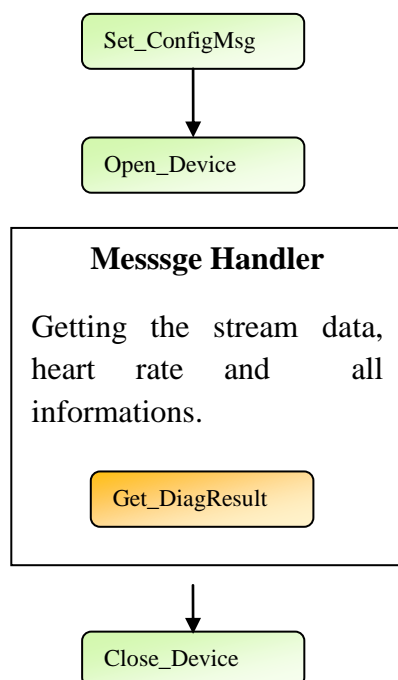 Set_ConfigMsg
Open_Device
Messsge Handler
Getting the stream data,
heart rate and all
informations.
Get_DiagResult
Close_Device